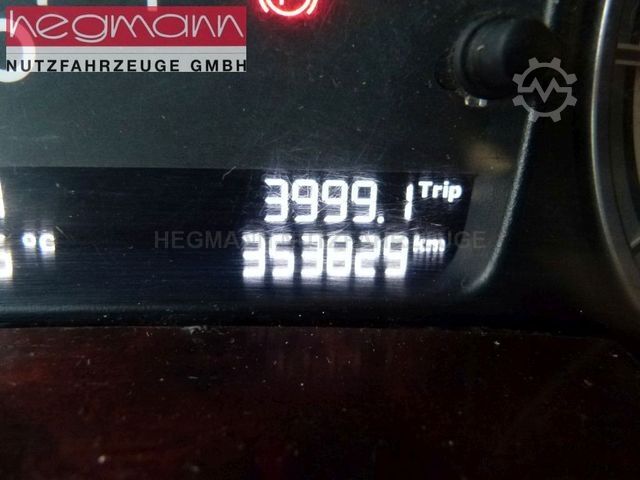 hegmann
NUTZFAHRZEUGE GMBH
3999.1 Trip
°C
353829 km